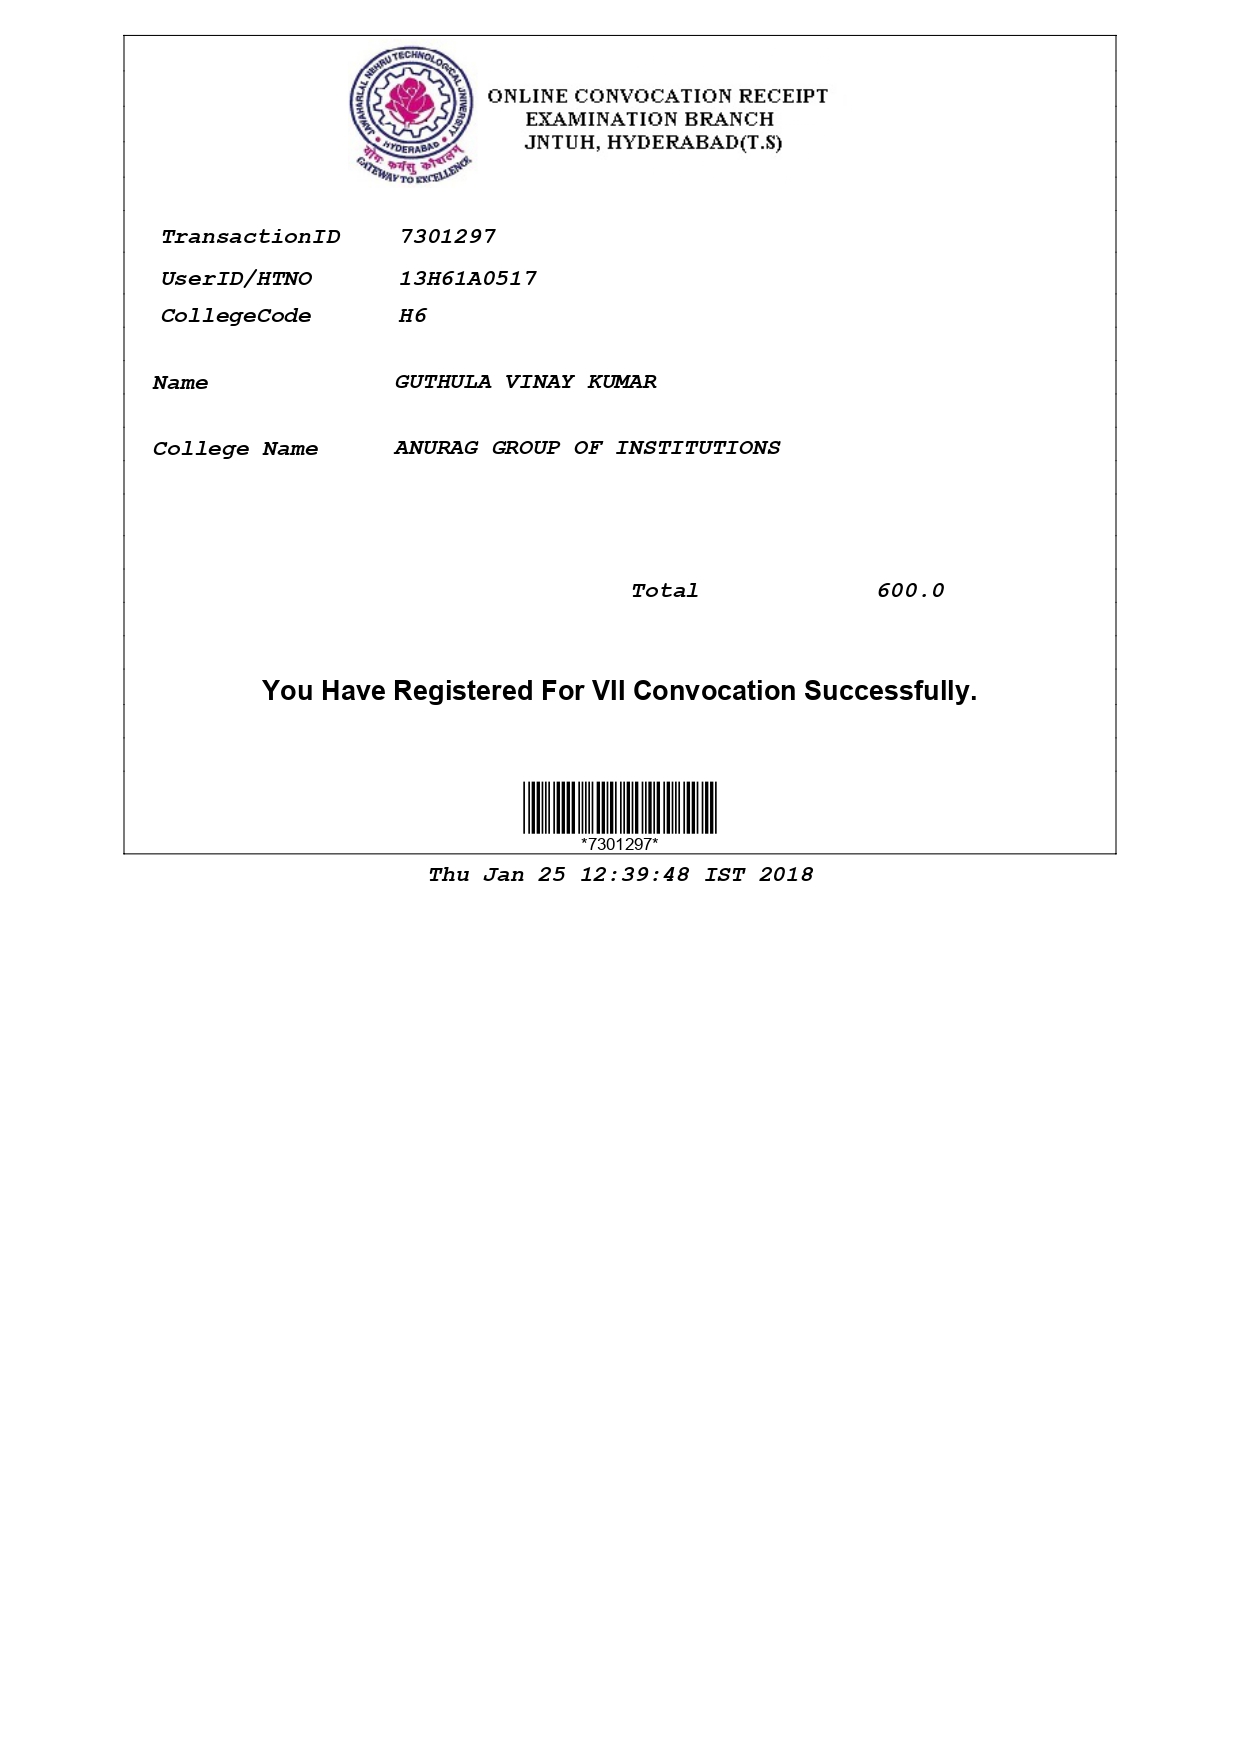 JAWAHARLAL NEHRU TECHNOLOGICAL UNIVERSITY
HYDERABAD
योगः कर्मसु कौशलम्
GATEWAY TO EXCELLENCE
ONLINE CONVOCATION RECEIPT
EXAMINATION BRANCH
JNTUH, HYDERABAD(T.S)
TransactionID 7301297
UserID/HTNO 13H61A0517
CollegeCode H6
Name GUTHULA VINAY KUMAR
College Name ANURAG GROUP OF INSTITUTIONS
Total 600.0
You Have Registered For VII Convocation Successfully.
*7301297*
Thu Jan 25 12:39:48 IST 2018